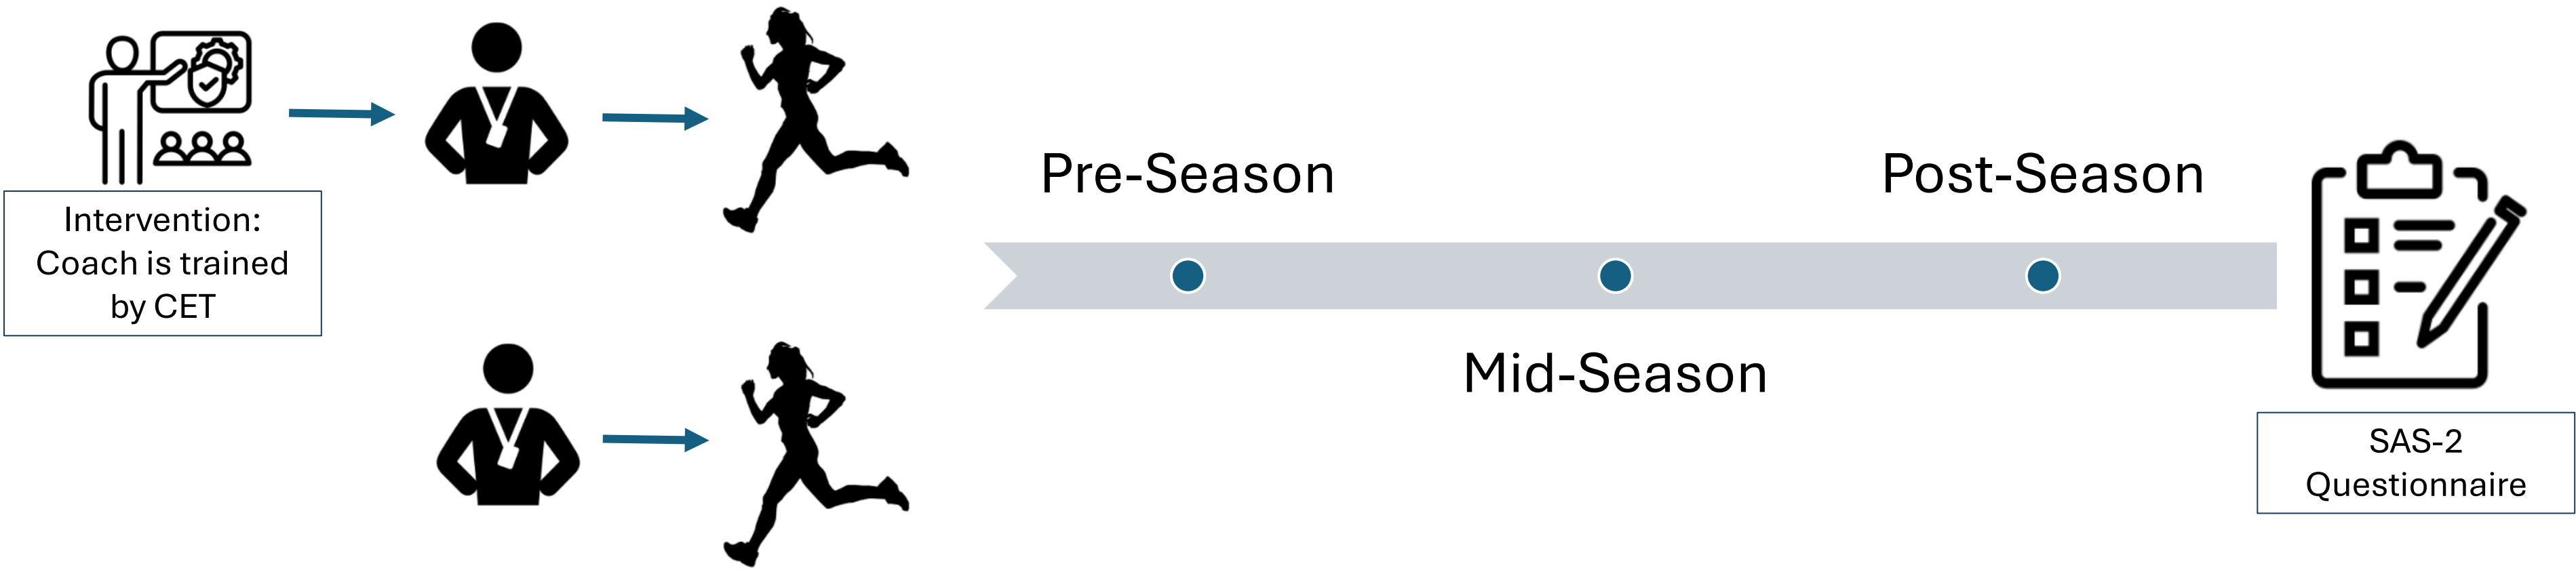 Intervention:
Coach is trained
by CET
Pre-Season
Mid-Season
Post-Season
SAS-2
Questionnaire